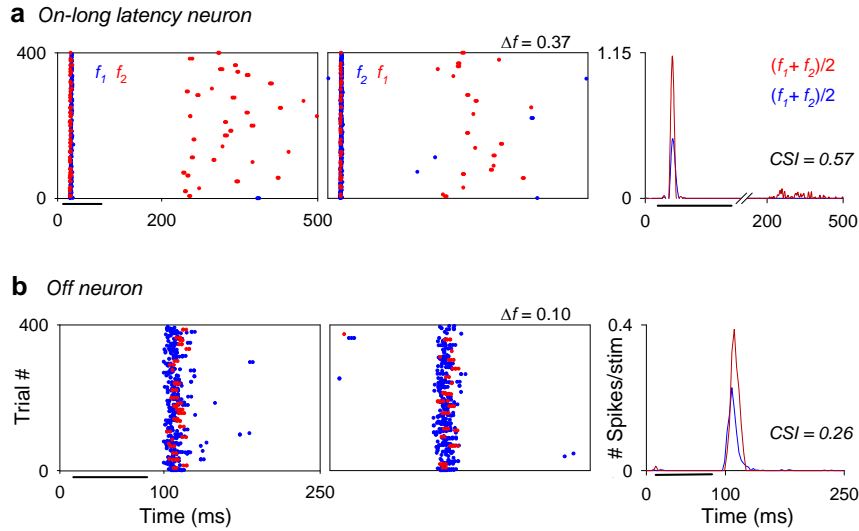 a On-long latency neuron
Δf = 0.37
400
f1 f2
f2 f1
0
0 200 500
1.15
(f1 + f2)/2
(f1 + f2)/2
CSI = 0.57
0
0 200 500
b Off neuron
Δf = 0.10
400
Trial #
0
0 100 250
Time (ms)
0.4
# Spikes/stim
CSI = 0.26
0
0 100 250
Time (ms)